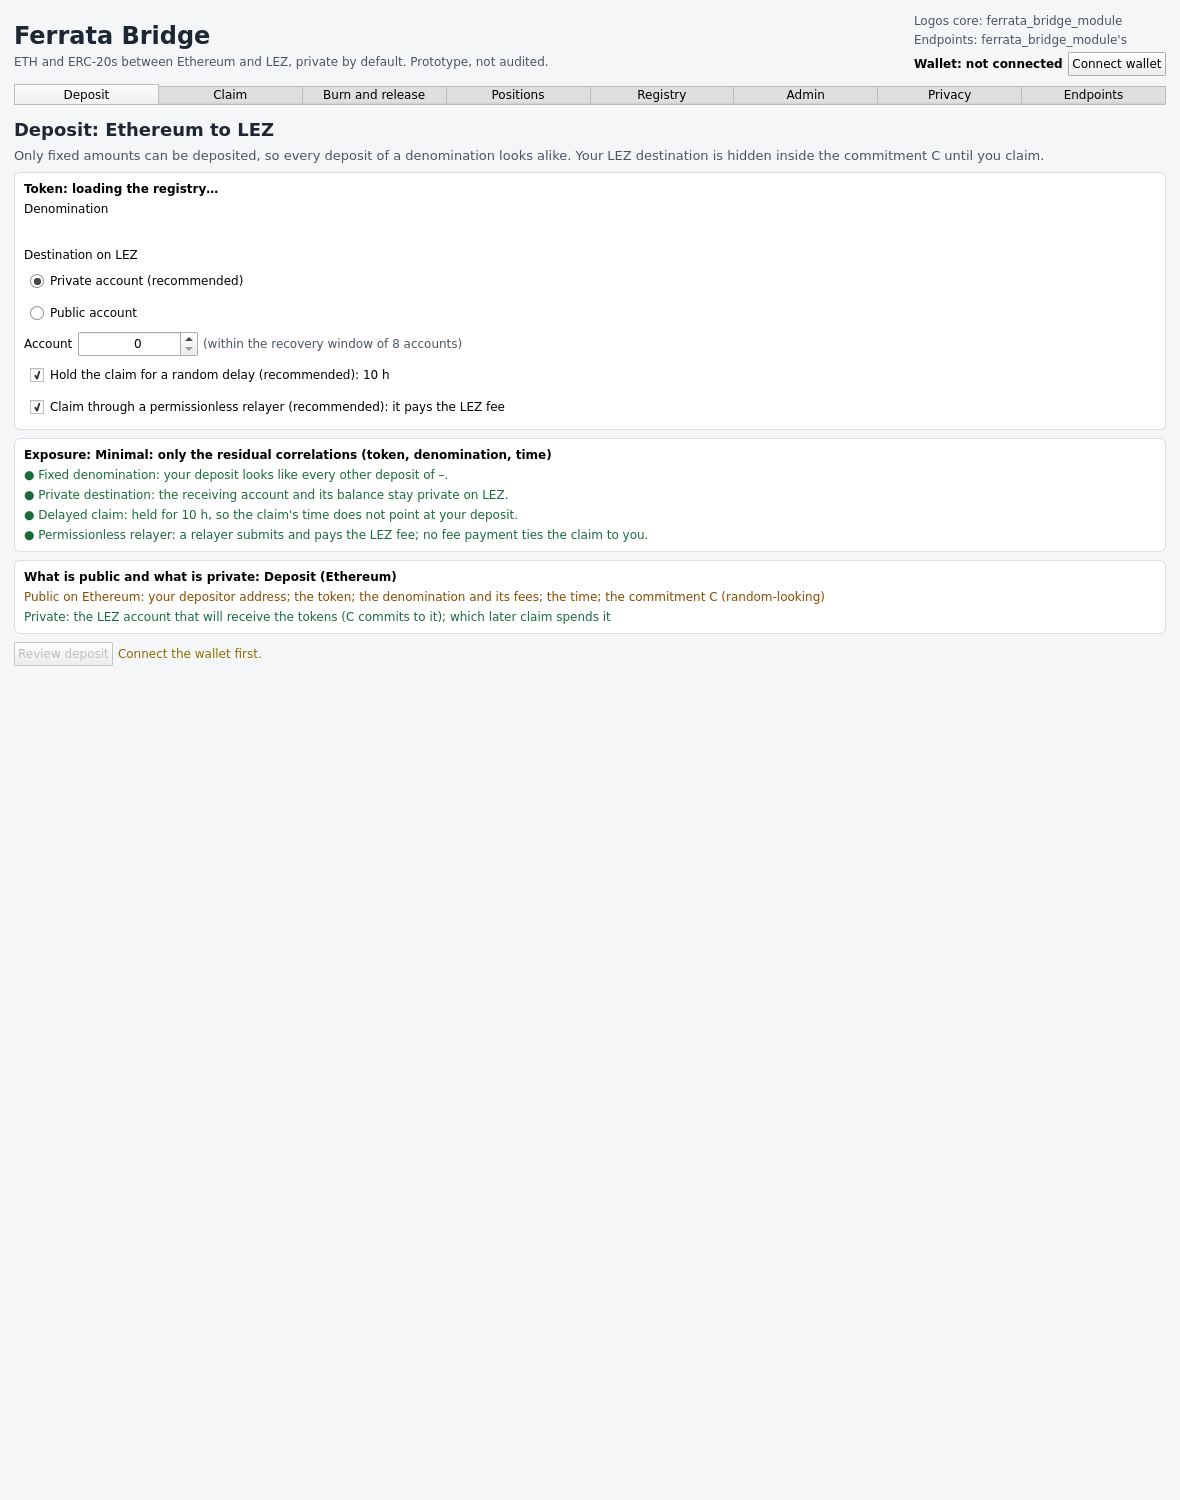 Ferrata Bridge
ETH and ERC-20s between Ethereum and LEZ, private by default. Prototype, not audited.
Logos core: ferrata_bridge_module
Endpoints: ferrata_bridge_module's
Wallet: not connected Connect wallet
Deposit Claim Burn and release Positions Registry Admin Privacy Endpoints
Deposit: Ethereum to LEZ
Only fixed amounts can be deposited, so every deposit of a denomination looks alike. Your LEZ destination is hidden inside the commitment C until you claim.
Token: loading the registry…
Denomination
Destination on LEZ
Private account (recommended)
Public account
Account 0 (within the recovery window of 8 accounts)
Hold the claim for a random delay (recommended): 10 h
Claim through a permissionless relayer (recommended): it pays the LEZ fee
Exposure: Minimal: only the residual correlations (token, denomination, time)
● Fixed denomination: your deposit looks like every other deposit of –.
● Private destination: the receiving account and its balance stay private on LEZ.
● Delayed claim: held for 10 h, so the claim's time does not point at your deposit.
● Permissionless relayer: a relayer submits and pays the LEZ fee; no fee payment ties the claim to you.
What is public and what is private: Deposit (Ethereum)
Public on Ethereum: your depositor address; the token; the denomination and its fees; the time; the commitment C (random-looking)
Private: the LEZ account that will receive the tokens (C commits to it); which later claim spends it
Review deposit Connect the wallet first.